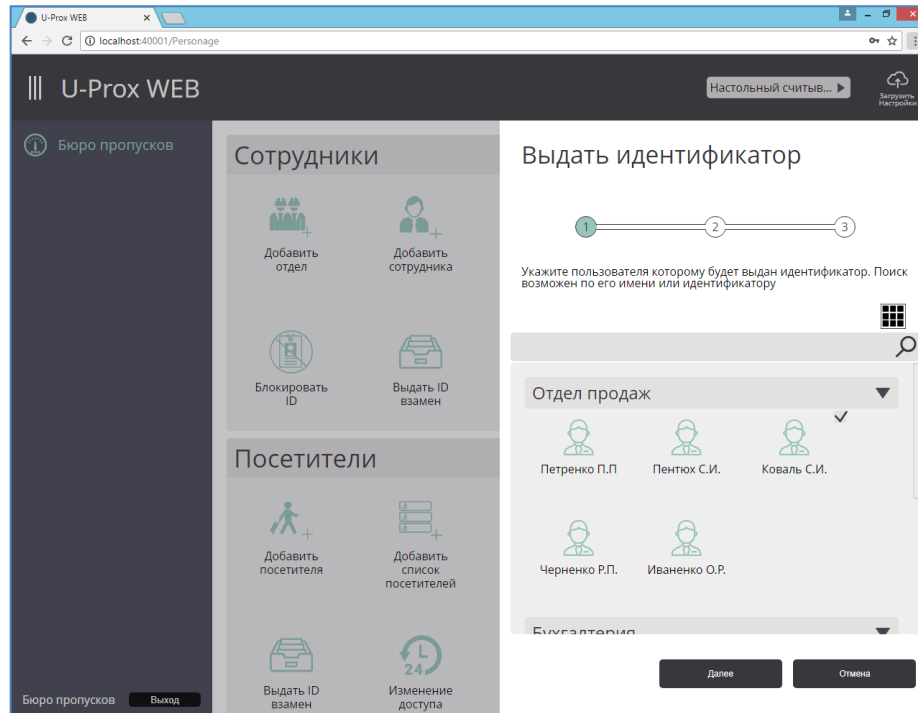 U-Prox WEB
localhost:40001/Personage
U-Prox WEB
Настольный считыв...
Загрузить
Настройки
Бюро пропусков
Сотрудники
Добавить
отдел
Добавить
сотрудника
Блокировать
ID
Выдать ID
взамен
Посетители
Добавить
посетителя
Добавить
список
посетителей
Выдать ID
взамен
24
Изменение
доступа
Бюро пропусков
Выход
Выдать идентификатор
1
2
3
Укажите пользователя которому будет выдан идентификатор. Поиск
возможен по его имени или идентификатору
Отдел продаж
Петренко П.П
Пентюх С.И.
Коваль С.И.
Черненко Р.П.
Иваненко О.Р.
Бухгалтерия
Далее
Отмена